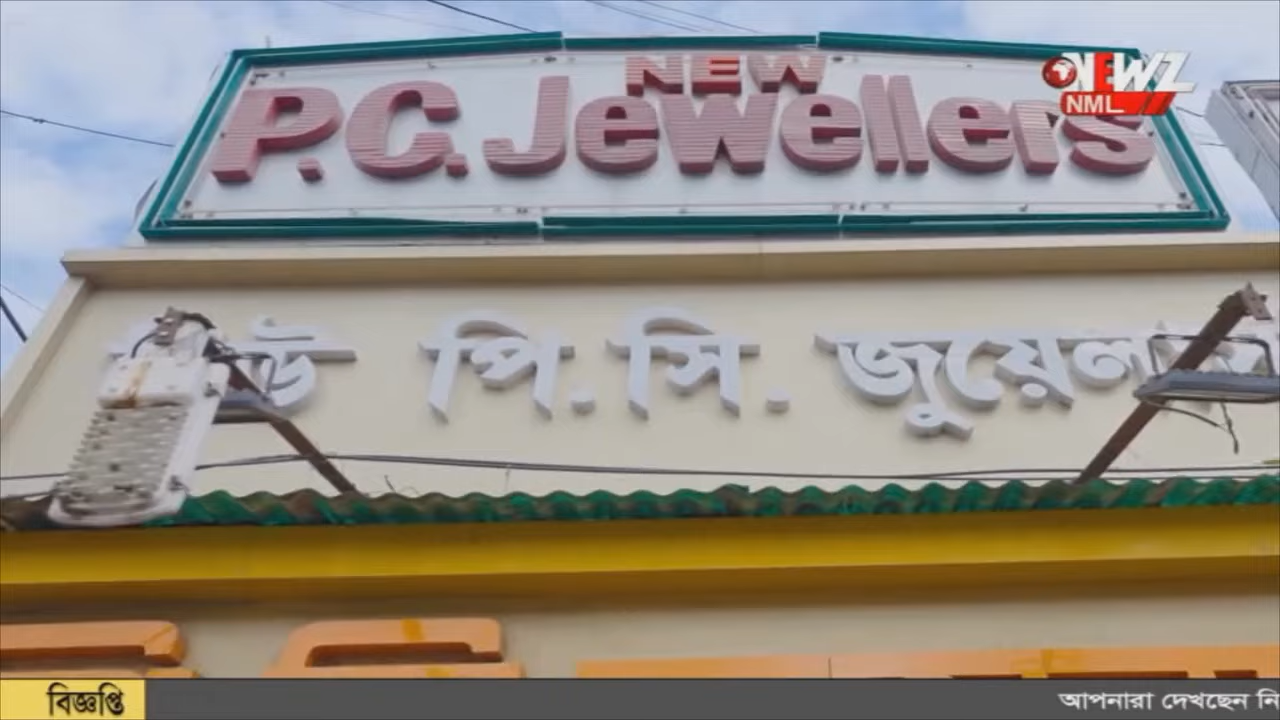 NEW
P.C. Jewellers
NEWZ
NML
পি. সি.
বিজ্ঞপ্তি
আপনারা দেখছেন